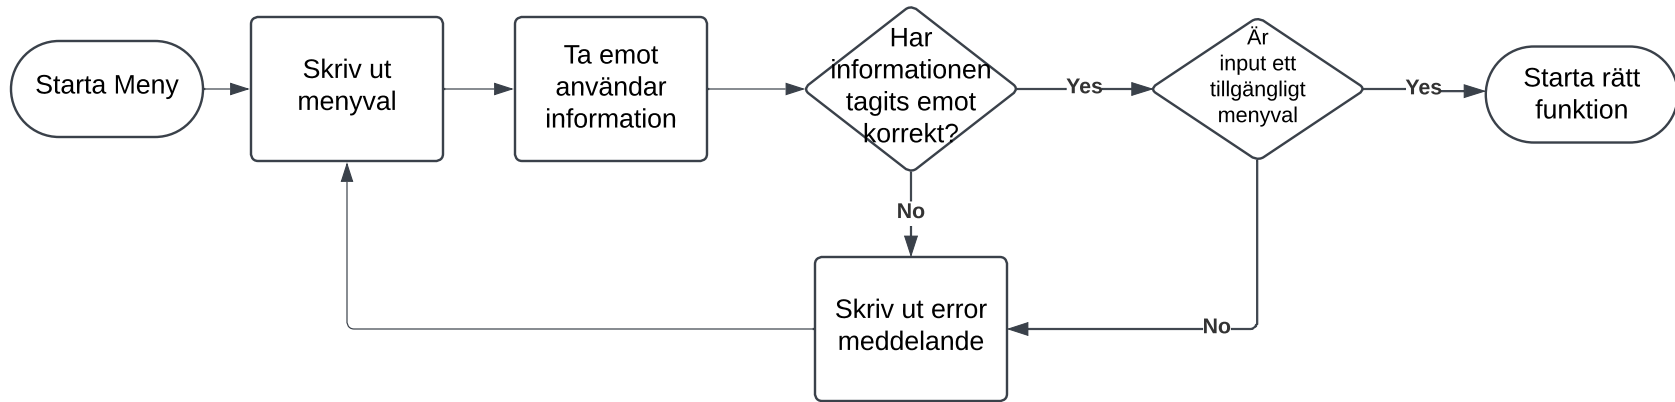 Starta Meny
Skriv ut
menyval
Ta emot
användar
information
Har
informationen
tagits emot
korrekt?
Yes
Är
input ett
tillgängligt
menyval
Yes
Starta rätt
funktion
No
Skriv ut error
meddelande
No